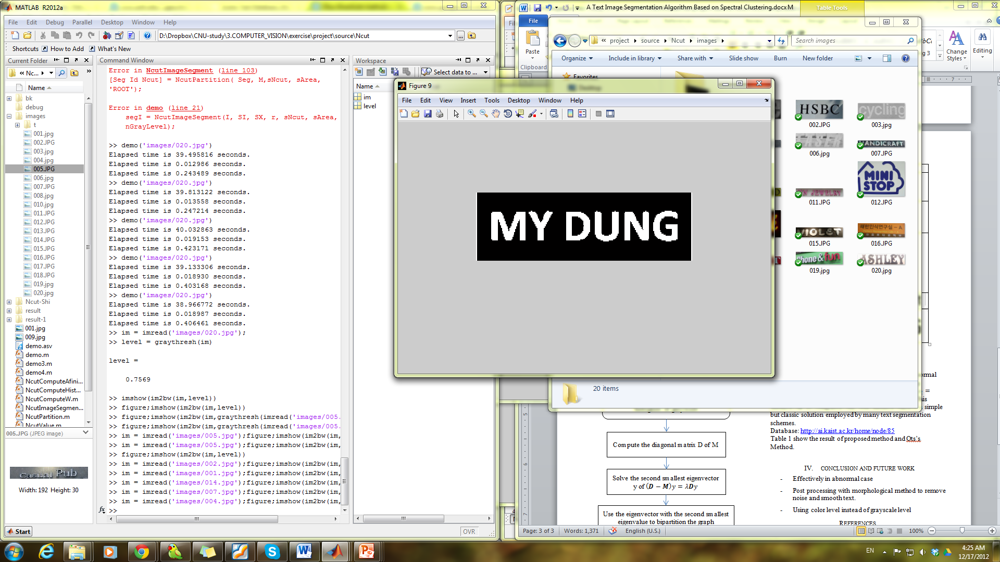 MATLAB R2012a
File Edit Debug Parallel Desktop Window Help
D:\Dropbox\CNU-study\3.COMPUTER_VISION\exercise\project\source\Ncut
Shortcuts How to Add What's New
Current Folder
« Nc...
Name
bk
debug
images
t
001.jpg
002.JPG
003.jpg
004.jpg
005.JPG
006.jpg
007.JPG
008.jpg
010.jpg
011.JPG
012.JPG
013.JPG
014.JPG
015.JPG
016.JPG
017.JPG
018.JPG
019.jpg
020.jpg
Ncut-Shi
result
result-1
001.jpg
009.jpg
demo.asv
demo.m
demo3.m
demo4.m
NcutComputeAfini...
NcutComputeHist...
NcutComputeW.m
NcutImageSegmen...
NcutPartition.m
NcutValue.m
005.JPG (JPEG image)
Casual Pub
Width: 192 Height: 30
Start
Command Window
Error in NcutImageSegment (line 103)
[Seg Id Ncut] = NcutPartition( Seg, M,sNcut, sArea,
'ROOT');
Error in demo (line 21)
segI = NcutImageSegment(I, SI, SX, r, sNcut, sArea,
nGrayLevel);
>> demo('images/020.jpg')
Elapsed time is 39.495816 seconds.
Elapsed time is 0.012986 seconds.
Elapsed time is 0.243489 seconds.
>> demo('images/020.jpg')
Elapsed time is 39.813122 seconds.
Elapsed time is 0.013558 seconds.
Elapsed time is 0.247214 seconds.
>> demo('images/020.jpg')
Elapsed time is 40.032863 seconds.
Elapsed time is 0.019153 seconds.
Elapsed time is 0.423171 seconds.
>> demo('images/020.jpg')
Elapsed time is 39.133306 seconds.
Elapsed time is 0.018930 seconds.
Elapsed time is 0.403168 seconds.
>> demo('images/020.jpg')
Elapsed time is 38.966772 seconds.
Elapsed time is 0.018987 seconds.
Elapsed time is 0.406461 seconds.
>> im = imread('images/020.jpg');
>> level = graythresh(im)
level =
0.7569
>> imshow(im2bw(im,level))
>> figure;imshow(im2bw(im,level))
>> figure;imshow(im2bw(im,graythresh(imread('images/005.
>> figure;imshow(im2bw(im,graythresh(imread('images/005.
>> im = imread('images/005.jpg');figure;imshow(im2bw(im,
>> im = imread('images/005.jpg');figure;imshow(im2bw(im,
>> figure;imshow(im2bw(im,level))
>> im = imread('images/002.jpg');figure;imshow(im2bw(im,
>> im = imread('images/001.jpg');figure;imshow(im2bw(im,
>> im = imread('images/014.jpg');figure;imshow(im2bw(im,
>> im = imread('images/007.jpg');figure;imshow(im2bw(im,
>> im = imread('images/004.jpg');figure;imshow(im2bw(im,
fx >>
OVR
Workspace
Select data to ...
Name
im
level
Figure 9
File Edit View Insert Tools Desktop Window Help
MY DUNG
A Text Image Segmentation Algorithm Based on Spectral Clustering.docx M
Table Tools
File
Paste
Clipboard
Change
Styles
Editing
« project source Ncut images
Search images
Organize Include in library Share with Slide show Burn New folder
Favorites
HSBC
002.JPG
cycling
003.jpg
006.jpg
HANDICRAFT
007.JPG
011.JPG
MINI
STOP
012.JPG
VIOLET
015.JPG
패턴인식연구실-A
016.JPG
Phone & fun
019.jpg
ASHLEY
020.jpg
20 items
Compute the diagonal matrix D of M
Solve the second smallest eigenvector
y of (D − M)y = λDy
Use the eigenvector with the second smallest
eigenvalue to bipartition the graph
simple
but classic solution employed by many text segmentation
schemes.
Database: http://ai.kaist.ac.kr/home/node/85
Table 1 show the result of proposed method and Ots's
Method.
IV. CONCLUSION AND FUTURE WORK
- Effectively in abnormal case
- Post processing with morphological method to remove
noise and smooth text.
- Using color level instead of grayscale level
REFERENCES
Page: 3 of 3 Words: 1,371 English (U.S.) 100%
EN
4:25 AM
12/17/2012